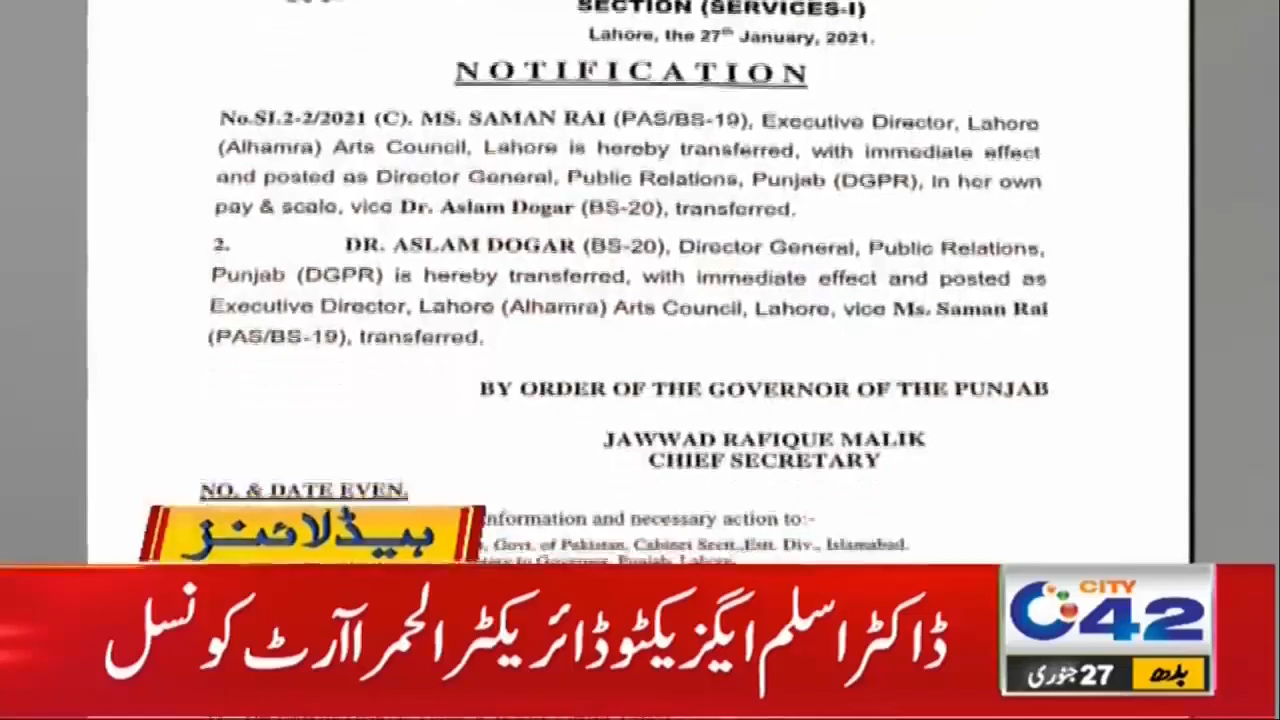 SECTION (SERVICES-I)
Lahore, the 27th January, 2021.
NOTIFICATION
No.SI.2-2/2021 (C). MS. SAMAN RAI (PAS/BS-19), Executive Director, Lahore
(Alhamra) Arts Council, Lahore is hereby transferred, with immediate effect
and posted as Director General, Public Relations, Punjab (DGPR), in her own
pay & scale, vice Dr. Aslam Dogar (BS-20), transferred.
2. DR. ASLAM DOGAR (BS-20), Director General, Public Relations,
Punjab (DGPR) is hereby transferred, with immediate effect and posted as
Executive Director, Lahore (Alhamra) Arts Council, Lahore, vice Ms. Saman Rai
(PAS/BS-19), transferred.
BY ORDER OF THE GOVERNOR OF THE PUNJAB
JAWWAD RAFIQUE MALIK
CHIEF SECRETARY
NO. & DATE EVEN.
information and necessary action to:-
Govt. of Pakistan, Cabinet Sectt., Estt. Div., Islamabad.
to Governor, Punjab, Lahore.
ہیڈلائنز
ڈاکٹر اسلم ایگزیکٹو ڈائریکٹر الحمرا آرٹ کونسل
CITY
42
بدھ 27 جنوری